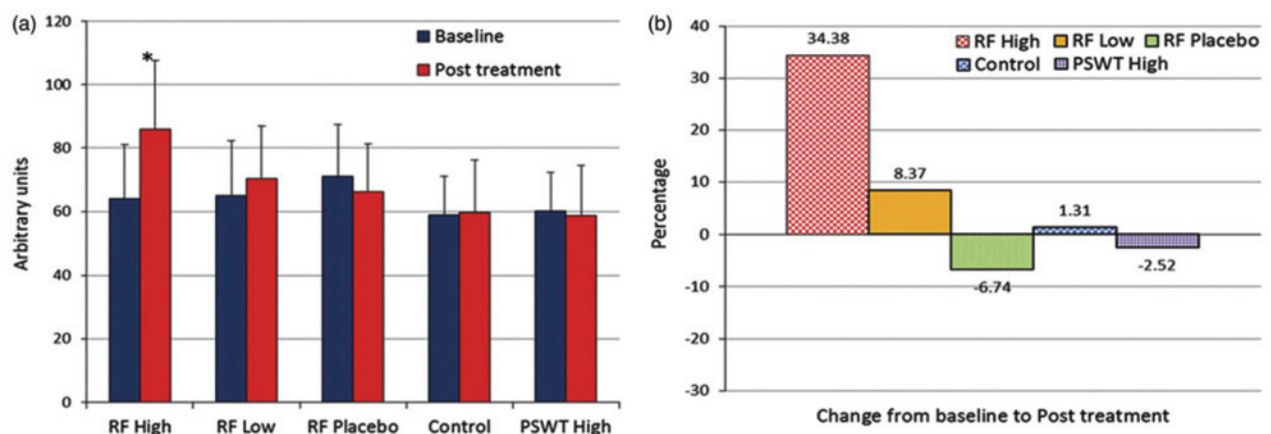 (a)
120
100
80
60
40
20
0
Arbitrary units
Baseline
Post treatment
*
RF High
RF Low
RF Placebo
Control
PSWT High
(b)
40
30
20
10
0
-10
-20
-30
Percentage
34.38
8.37
-6.74
1.31
-2.52
RF High
RF Low
RF Placebo
Control
PSWT High
Change from baseline to Post treatment